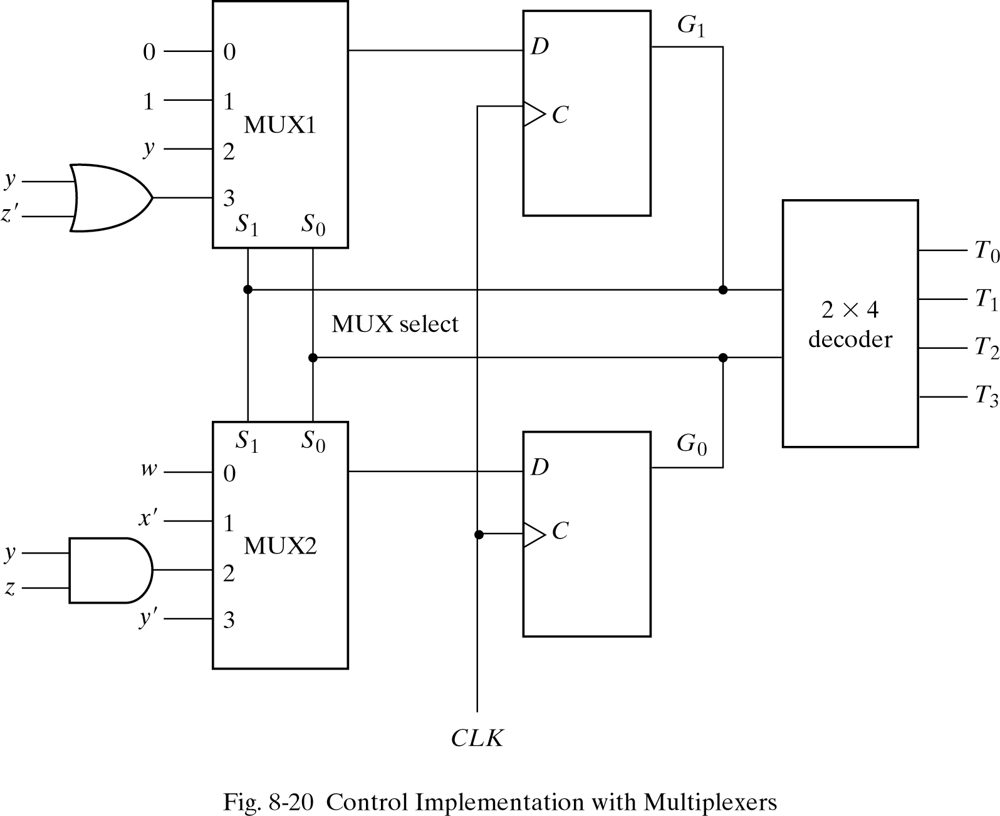 0 0
1 1
MUX1
y 2
y
z′
3
S1 S0
D
C
G1
MUX select
2 × 4
decoder
T0
T1
T2
T3
S1 S0
w 0
x′ 1
MUX2
y
z
2
y′ 3
D
C
G0
CLK
Fig. 8-20 Control Implementation with Multiplexers